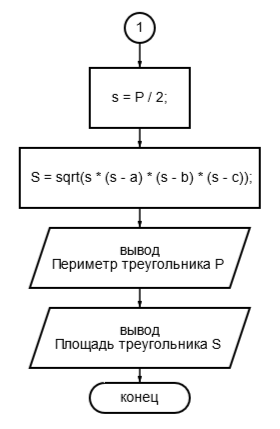 1
s = P / 2;
S = sqrt(s * (s - a) * (s - b) * (s - c));
вывод
Периметр треугольника P
вывод
Площадь треугольника S
конец